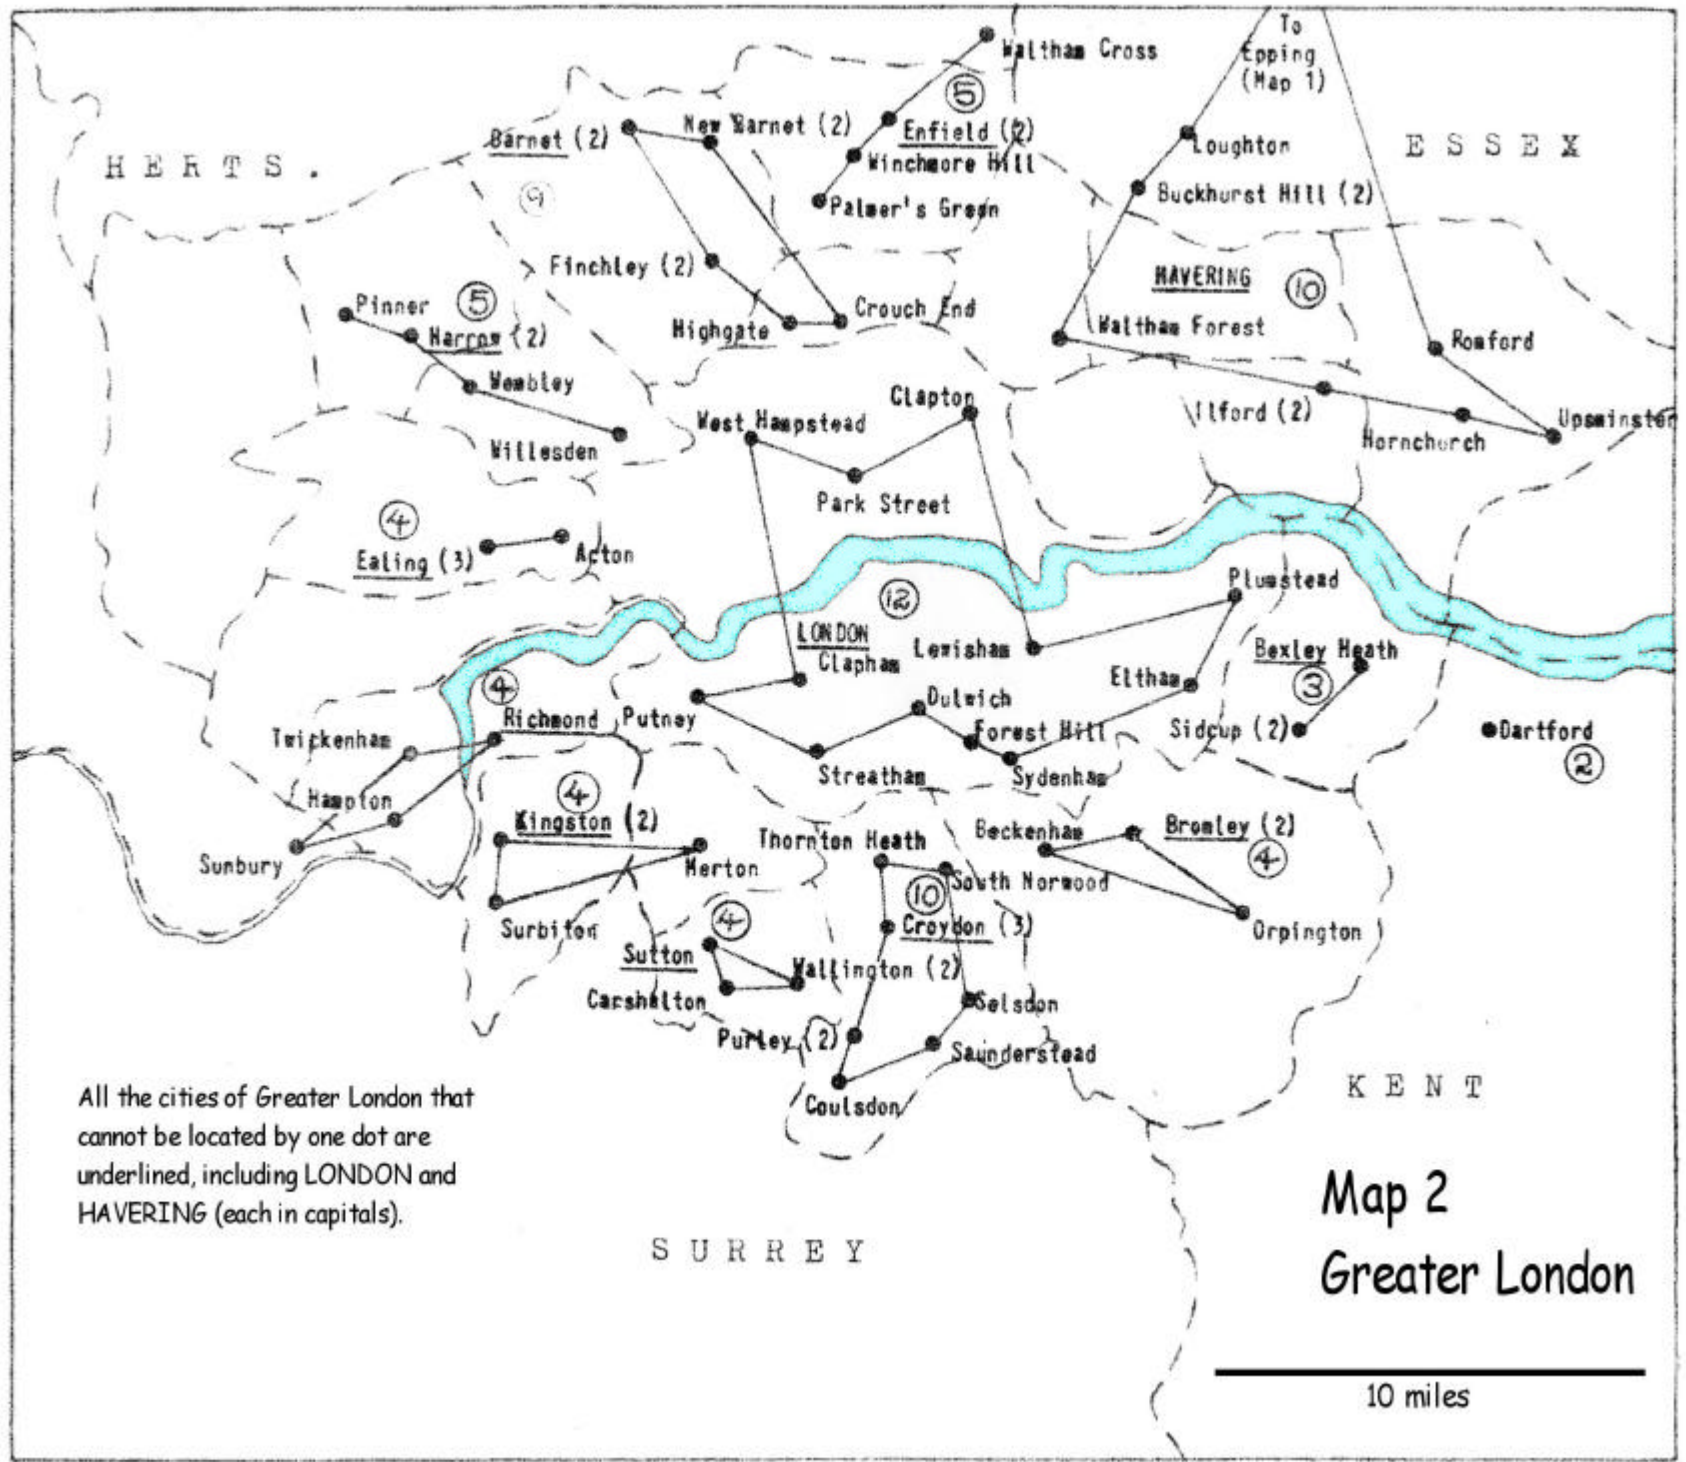 To
Epping
(Map 1)
Waltham Cross
5
Enfield (2)
Winchmore Hill
Palmer's Green
Barnet (2)
New Barnet (2)
HERTS.
9
Loughton
ESSEX
Buckhurst Hill (2)
Finchley (2)
HAVERING
10
Pinner
5
Harrow (2)
Highgate
Crouch End
Waltham Forest
Romford
Wembley
West Hampstead
Clapton
Ilford (2)
Upsminster
Hornchurch
Willesden
Park Street
4
Ealing (3)
Acton
12
Plumstead
LONDON
Clapham
Lewisham
Bexley Heath
3
Eltham
4
Richmond
Putney
Dulwich
Twickenham
Forest Hill
Sidcup (2)
Dartford
2
Streatham
Sydenham
Hampton
4
Kingston (2)
Sunbury
Merton
Thornton Heath
Beckenham
Bromley (2)
4
South Norwood
10
Surbiton
4
Croydon (3)
Orpington
Sutton
Wallington (2)
Carshalton
Selsdon
Purley (2)
Saunderstead
Coulsdon
KENT
All the cities of Greater London that
cannot be located by one dot are
underlined, including LONDON and
HAVERING (each in capitals).
SURREY
Map 2
Greater London
10 miles